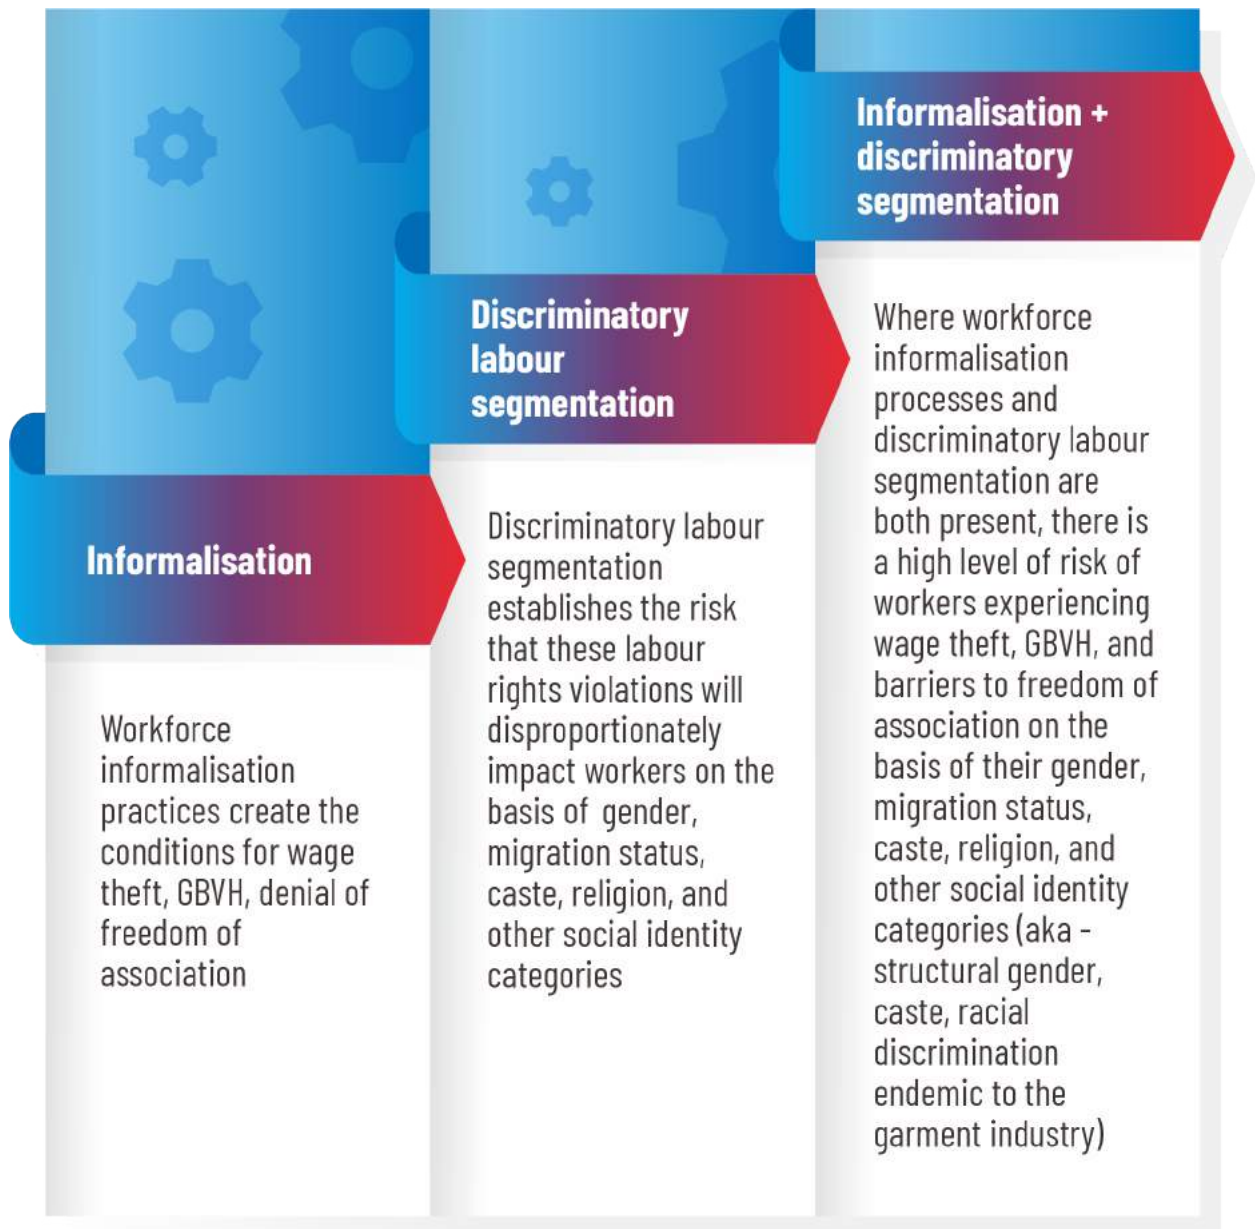 Informalisation
Workforce
informalisation
practices create the
conditions for wage
theft, GBVH, denial of
freedom of
association
Discriminatory
labour
segmentation
Discriminatory labour
segmentation
establishes the risk
that these labour
rights violations will
disproportionately
impact workers on the
basis of gender,
migration status,
caste, religion, and
other social identity
categories
Informalisation +
discriminatory
segmentation
Where workforce
informalisation
processes and
discriminatory labour
segmentation are
both present, there is
a high level of risk of
workers experiencing
wage theft, GBVH, and
barriers to freedom of
association on the
basis of their gender,
migration status,
caste, religion, and
other social identity
categories (aka -
structural gender,
caste, racial
discrimination
endemic to the
garment industry)